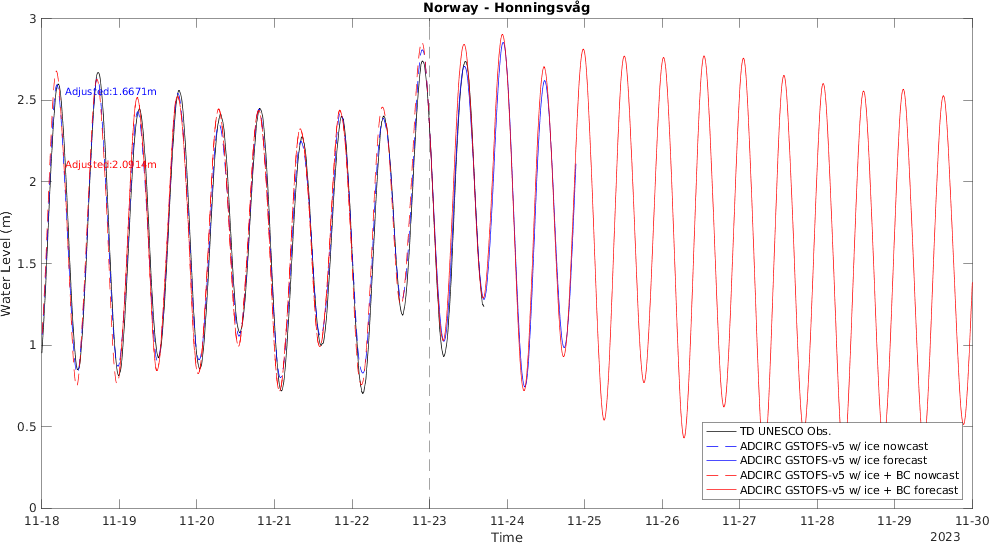 Norway - Honningsvåg
3
2.5
2
1.5
1
0.5
0
Water Level (m)
Adjusted:1.6671m
Adjusted:2.0914m
TD UNESCO Obs.
ADCIRC GSTOFS-v5 w/ ice nowcast
ADCIRC GSTOFS-v5 w/ ice forecast
ADCIRC GSTOFS-v5 w/ ice + BC nowcast
ADCIRC GSTOFS-v5 w/ ice + BC forecast
11-18 11-19 11-20 11-21 11-22 11-23 11-24 11-25 11-26 11-27 11-28 11-29 11-30
Time
2023